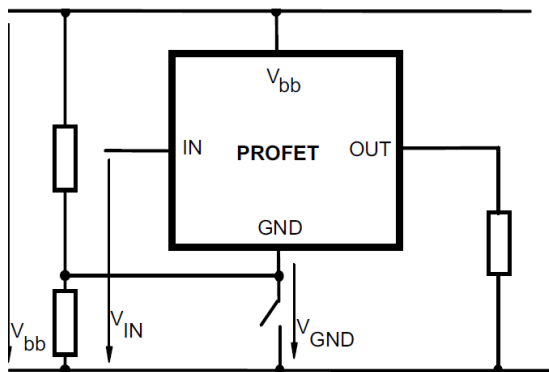 Vbb
IN
PROFET
OUT
GND
VIN
VGND
Vbb